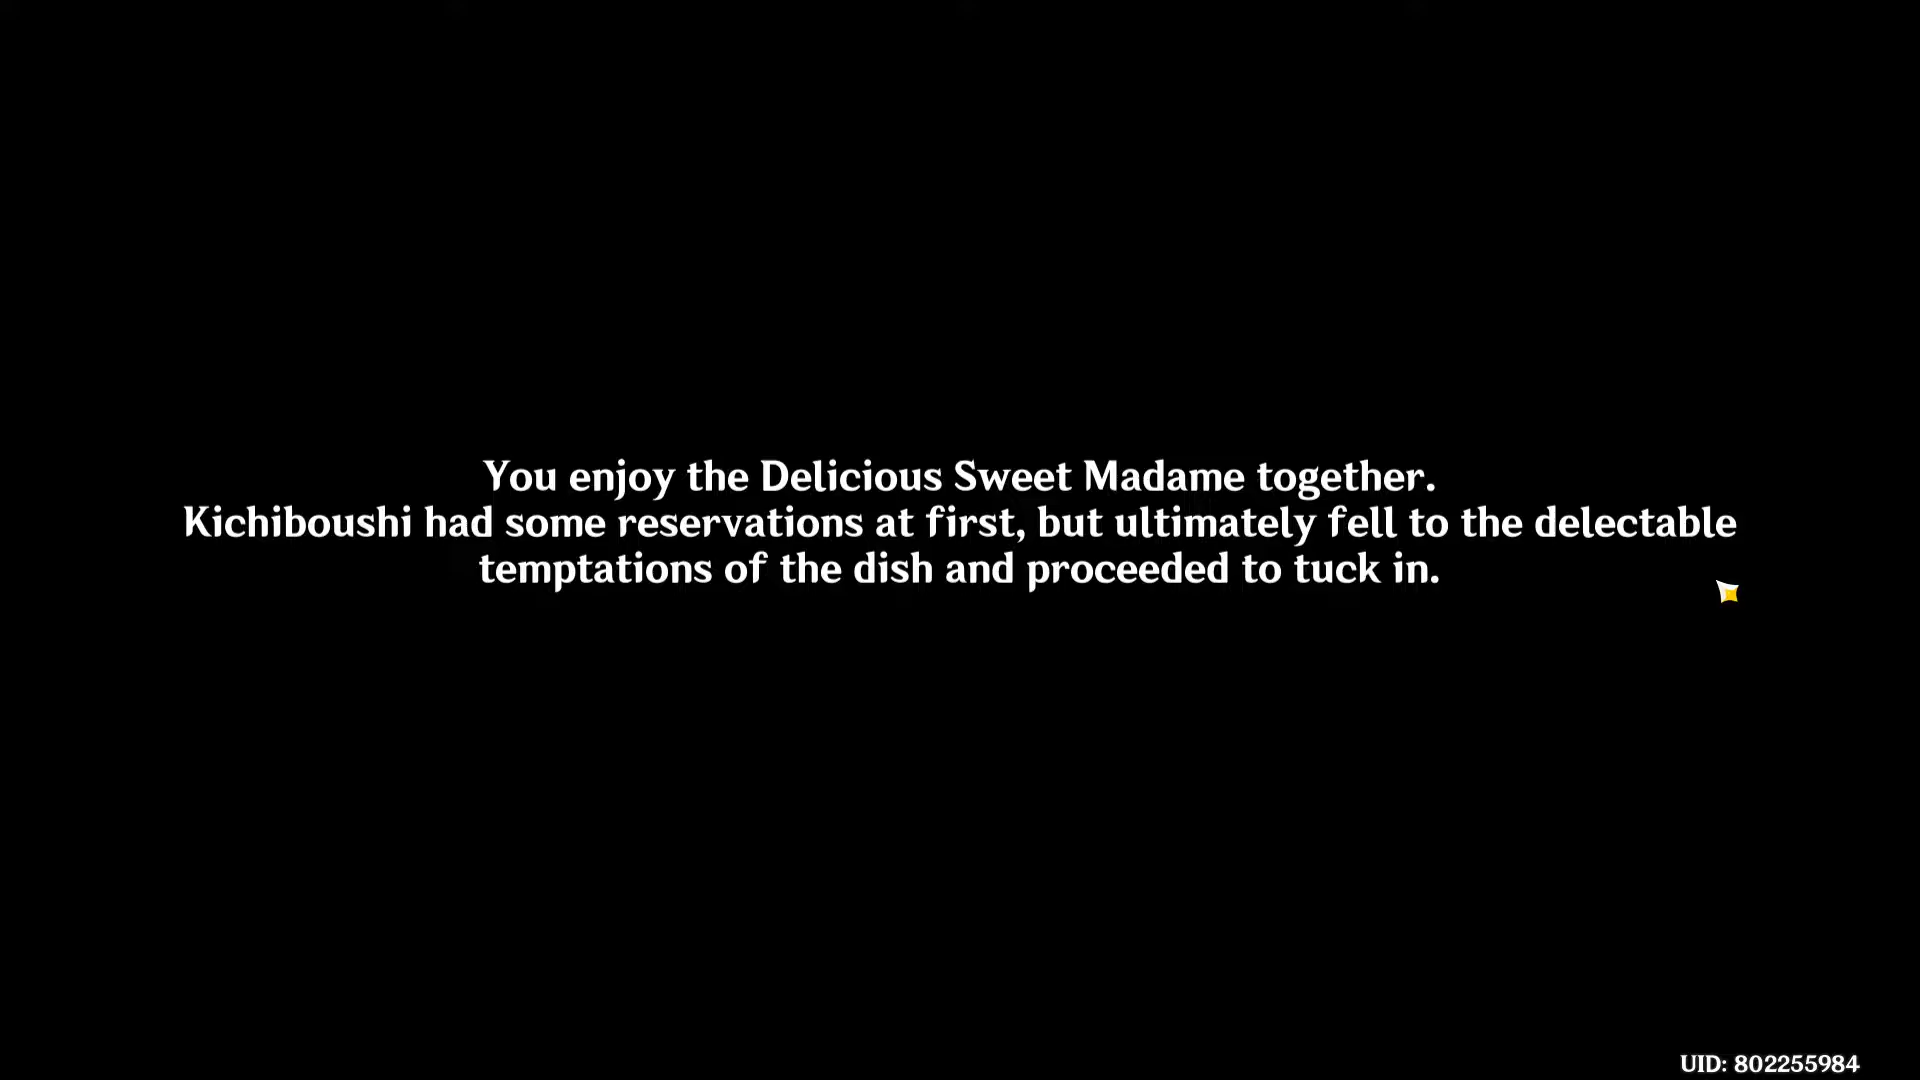 You enjoy the Delicious Sweet Madame together.
Kichiboushi had some reservations at first, but ultimately fell to the delectable
temptations of the dish and proceeded to tuck in.
UID: 802255984